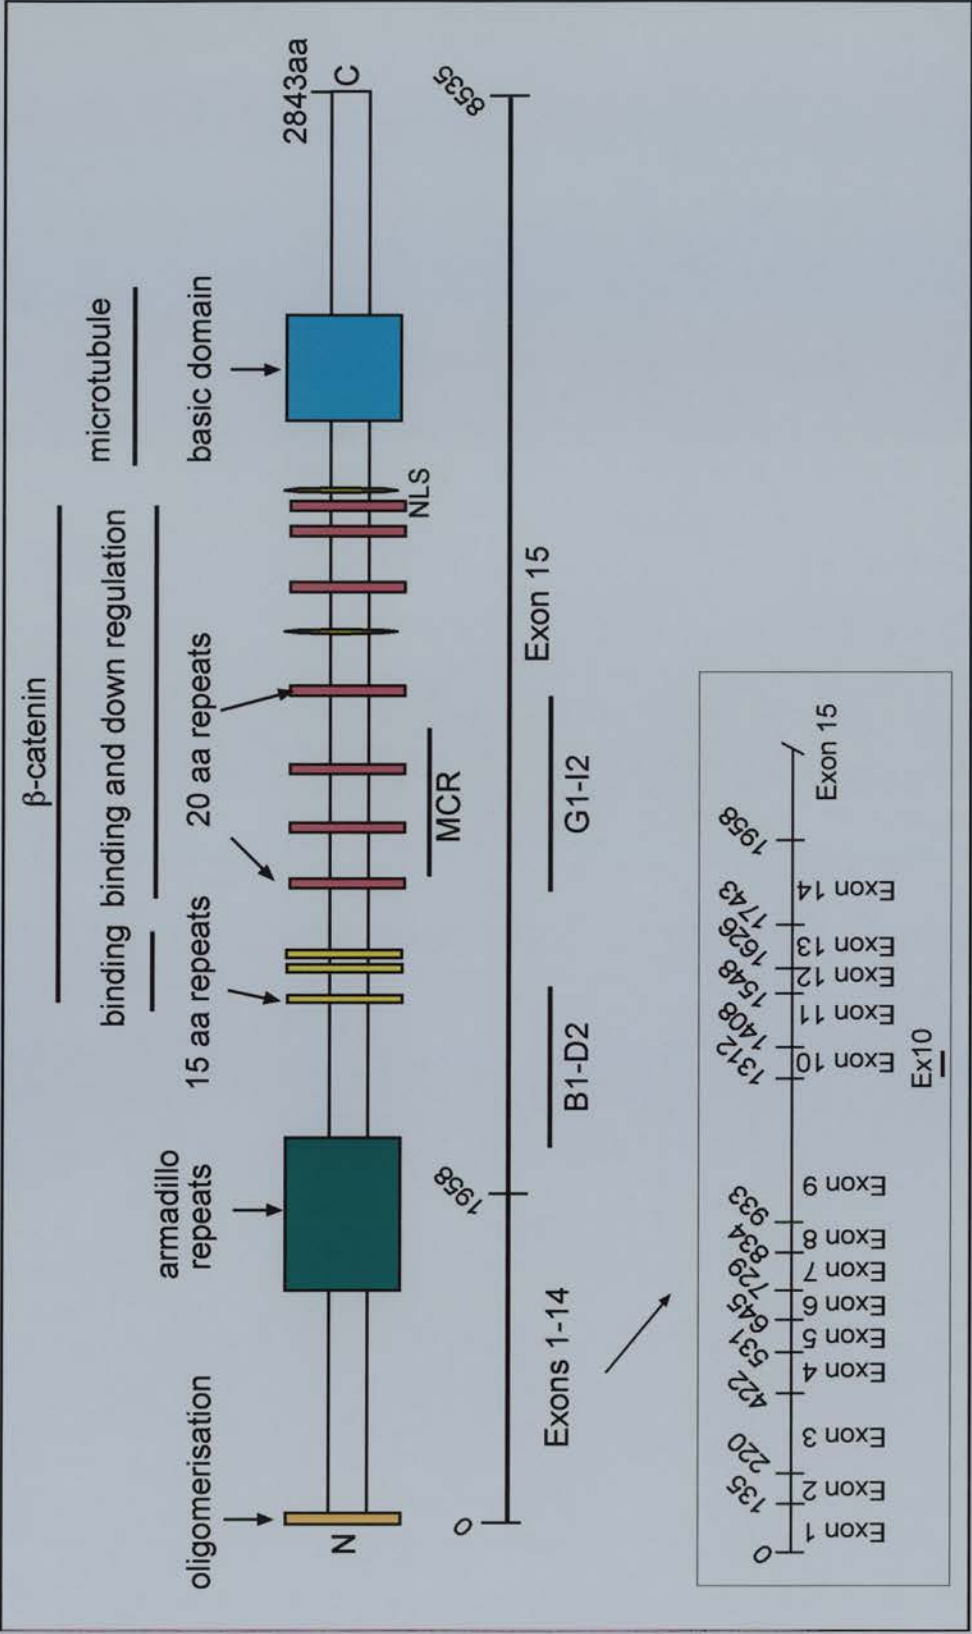 β-catenin
binding binding and down regulation
microtubule
oligomerisation
armadillo
repeats
15 aa repeats
20 aa repeats
basic domain
2843aa
N
C
NLS
MCR
0
1958
8535
Exons 1-14
Exon 15
B1-D2
G1-I2
0 135 220 422 531 645 729 834 933 1312 1408 1548 1626 1743 1958
Exon 1 Exon 2 Exon 3 Exon 4 Exon 5 Exon 6 Exon 7 Exon 8 Exon 9 Exon 10 Exon 11 Exon 12 Exon 13 Exon 14 Exon 15
Ex10